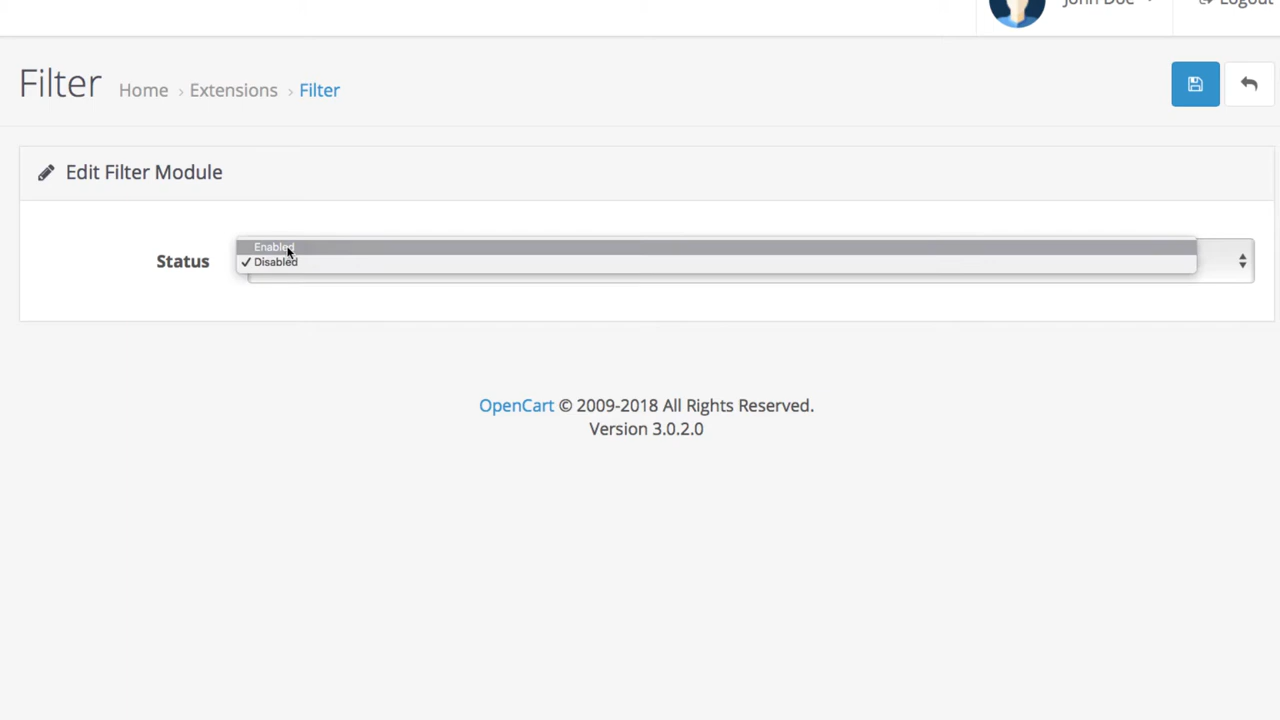 John Doe
Logout
Filter Home › Extensions › Filter
Edit Filter Module
Enabled
Status ✓ Disabled
OpenCart © 2009-2018 All Rights Reserved.
Version 3.0.2.0